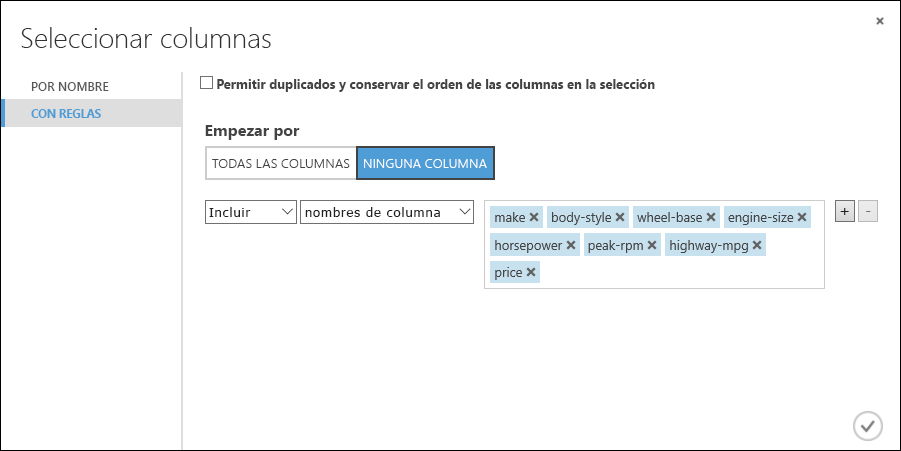 Seleccionar columnas
POR NOMBRE
CON REGLAS
Permitir duplicados y conservar el orden de las columnas en la selección
Empezar por
TODAS LAS COLUMNAS NINGUNA COLUMNA
Incluir nombres de columna
make body-style wheel-base engine-size
horsepower peak-rpm highway-mpg
price